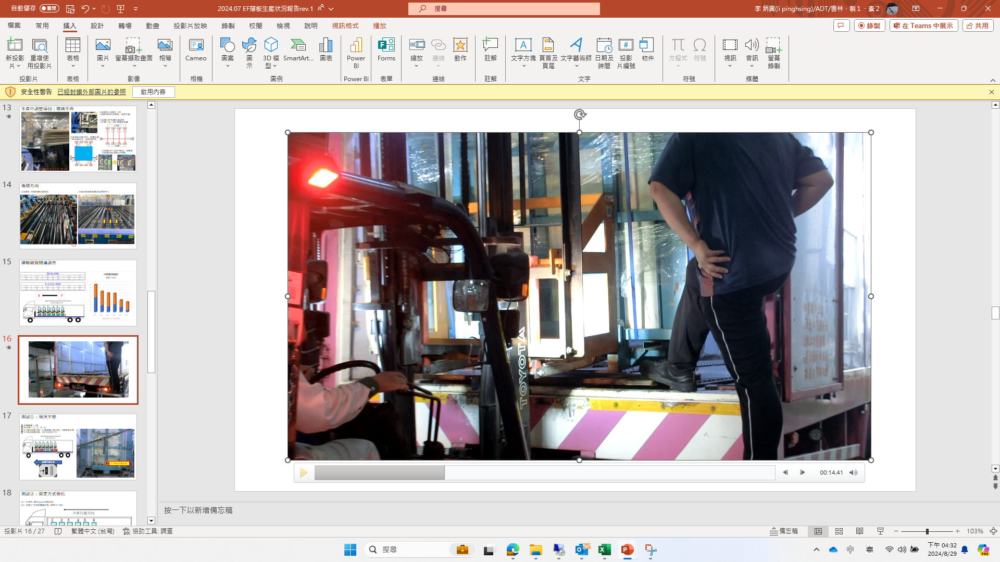 自動儲存
關閉
2024.07 EF薄板生產狀況報告rev.1
搜尋
李 炳興(li pinghsing)/ADT/雲林‧製 1 ‧素 2
檔案
常用
插入
設計
轉場
動畫
投影片放映
錄製
校閱
檢視
說明
視訊格式
播放
錄製
在 Teams 中展示
共用
新投影片
重複使用投影片
表格
圖片
螢幕擷取畫面
相簿
Cameo
圖案
圖示
3D 模型
SmartArt...
圖表
Power BI
Forms
縮放
連結
動作
註解
文字方塊
頁首及頁尾
文字藝術師
日期及時間
投影片編號
物件
方程式
符號
視訊
音訊
螢幕錄製
投影片
表格
影像
相機
圖例
Power BI
表單
連結
註解
文字
符號
媒體
安全性警告
已經封鎖外部圖片的參照
啟用內容
13
生產中調整項目：玻璃不齊
14
後續方向
15
運輸破裂關連調查
卡車行進方向
16
17
測試①：現況不變
18
測試②：固定方式強化
卡車行進方向
TOYOTA
00:14.41
按一下以新增備忘稿
投影片 16 / 27
繁體中文 (台灣)
協助工具: 調查
備忘稿
103%
搜尋
中
下午 04:32
2024/8/29